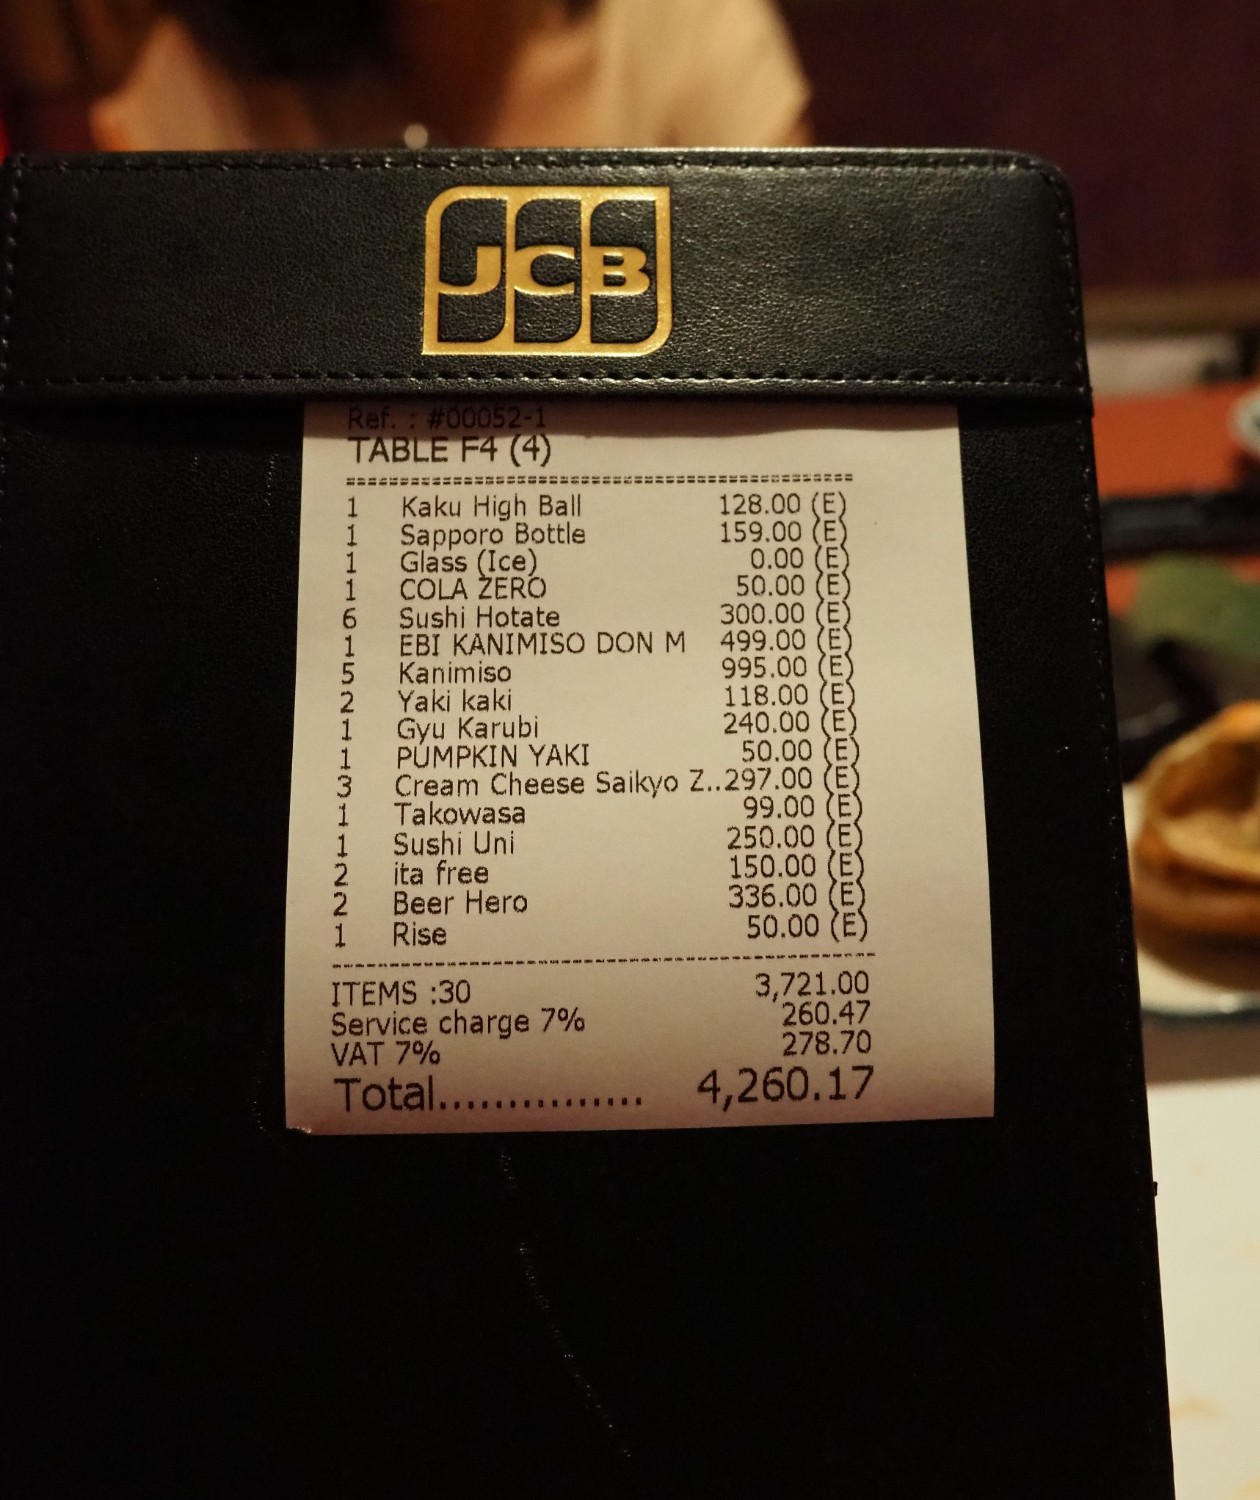 JCB
Ref. : #00052-1
TABLE F4 (4)
1 Kaku High Ball 128.00 (E)
1 Sapporo Bottle 159.00 (E)
1 Glass (Ice) 0.00 (E)
1 COLA ZERO 50.00 (E)
6 Sushi Hotate 300.00 (E)
1 EBI KANIMISO DON M 499.00 (E)
5 Kanimiso 995.00 (E)
2 Yaki kaki 118.00 (E)
1 Gyu Karubi 240.00 (E)
1 PUMPKIN YAKI 50.00 (E)
3 Cream Cheese Saikyo Z..297.00 (E)
1 Takowasa 99.00 (E)
1 Sushi Uni 250.00 (E)
2 ita free 150.00 (E)
2 Beer Hero 336.00 (E)
1 Rise 50.00 (E)
ITEMS :30 3,721.00
Service charge 7% 260.47
VAT 7% 278.70
Total............... 4,260.17